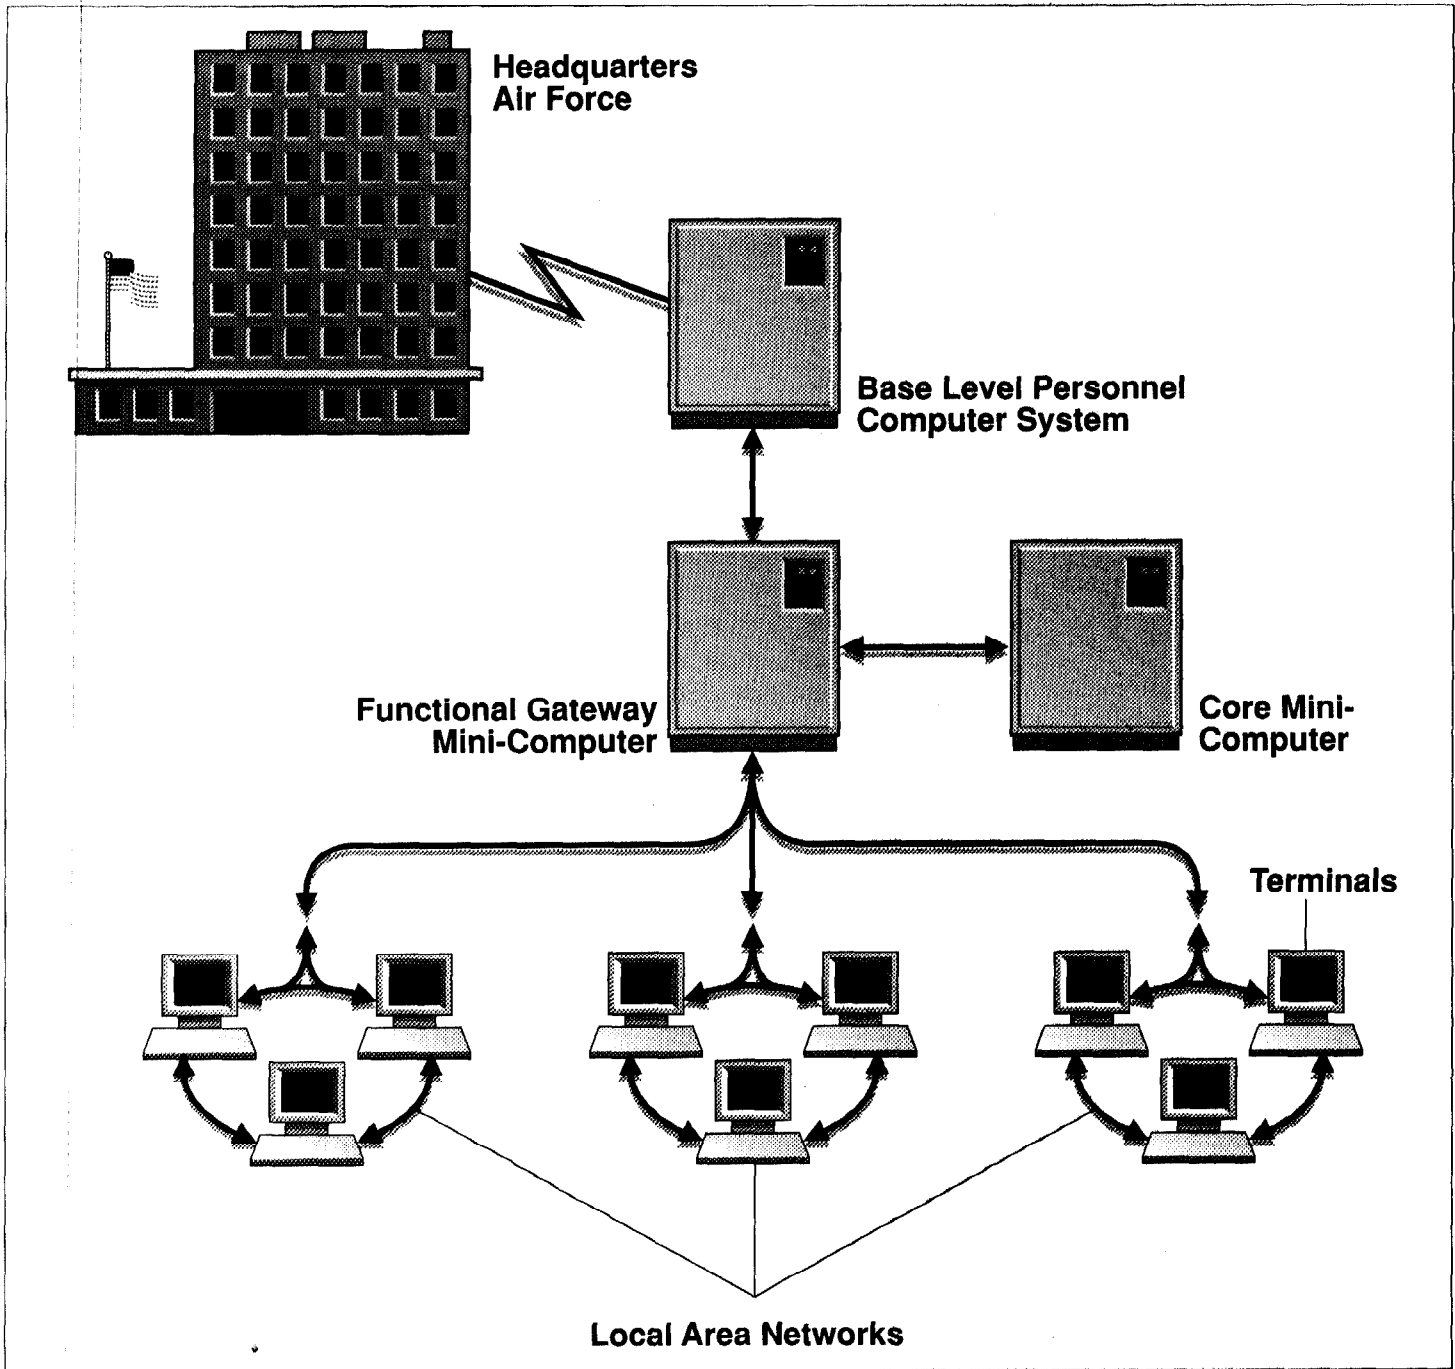 Headquarters
Air Force
Base Level Personnel
Computer System
Functional Gateway
Mini-Computer
Core Mini-
Computer
Terminals
Local Area Networks